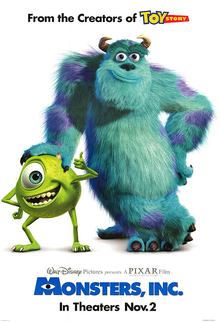 From the Creators of TOY STORY
WALT DISNEY Pictures PRESENTS A PIXAR Film
MONSTERS, INC.
In Theaters Nov. 2